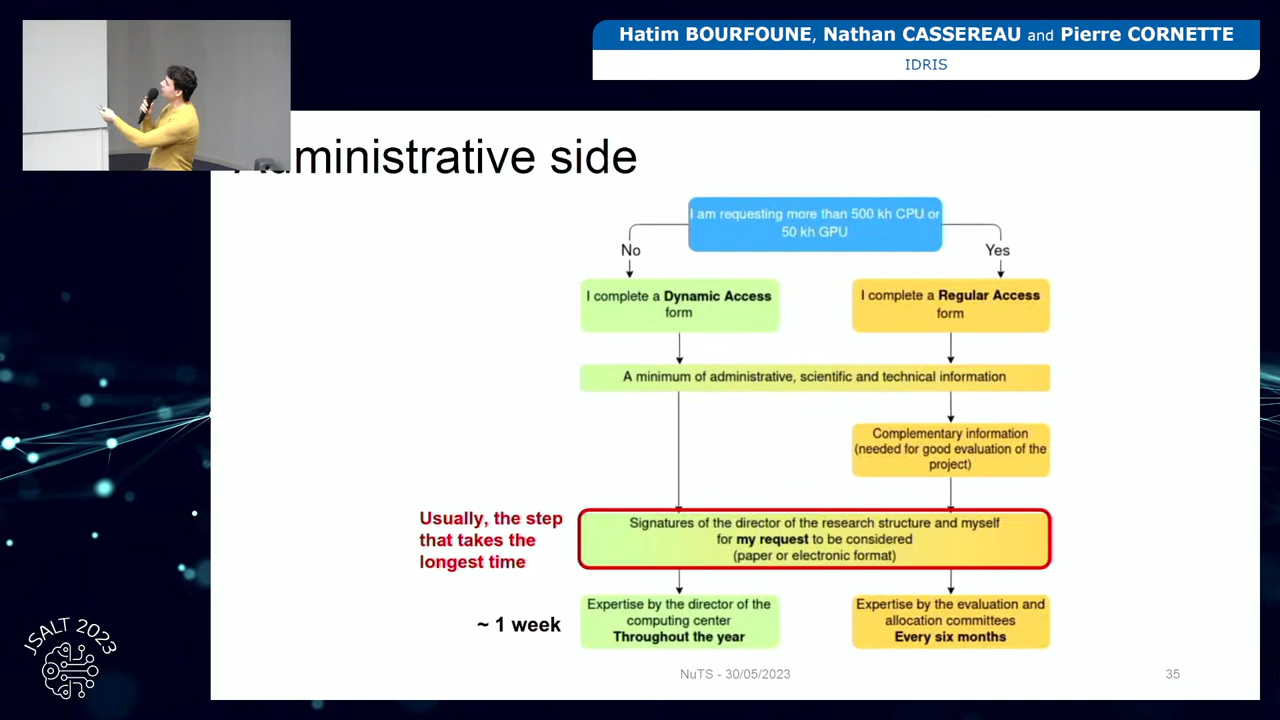 Hatim BOURFOUNE, Nathan CASSEREAU and Pierre CORNETTE
IDRIS
ministrative side
I am requesting more than 500 kh CPU or
50 kh GPU
No
Yes
I complete a Dynamic Access
form
I complete a Regular Access
form
A minimum of administrative, scientific and technical information
Complementary information
(needed for good evaluation of the
project)
Usually, the step
that takes the
longest time
Signatures of the director of the research structure and myself
for my request to be considered
(paper or electronic format)
~ 1 week
Expertise by the director of the
computing center
Throughout the year
Expertise by the evaluation and
allocation committees
Every six months
JSALT 2023
NuTS - 30/05/2023
35